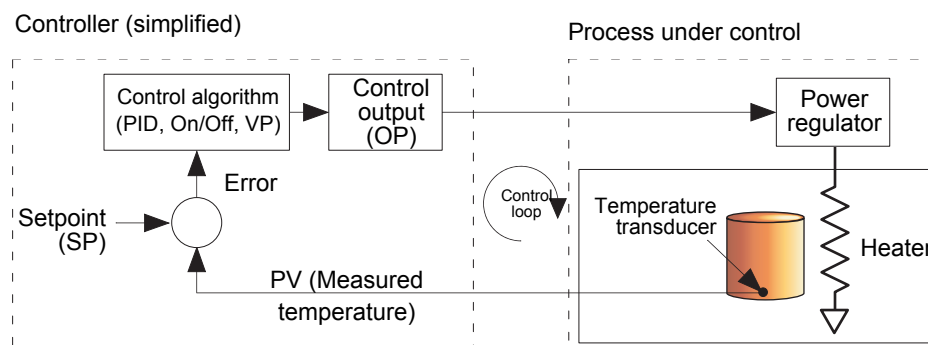 Controller (simplified)
Process under control
Control algorithm
(PID, On/Off, VP)
Control
output
(OP)
Power
regulator
Error
Control
loop
Setpoint
(SP)
Temperature
transducer
Heater
PV (Measured
temperature)